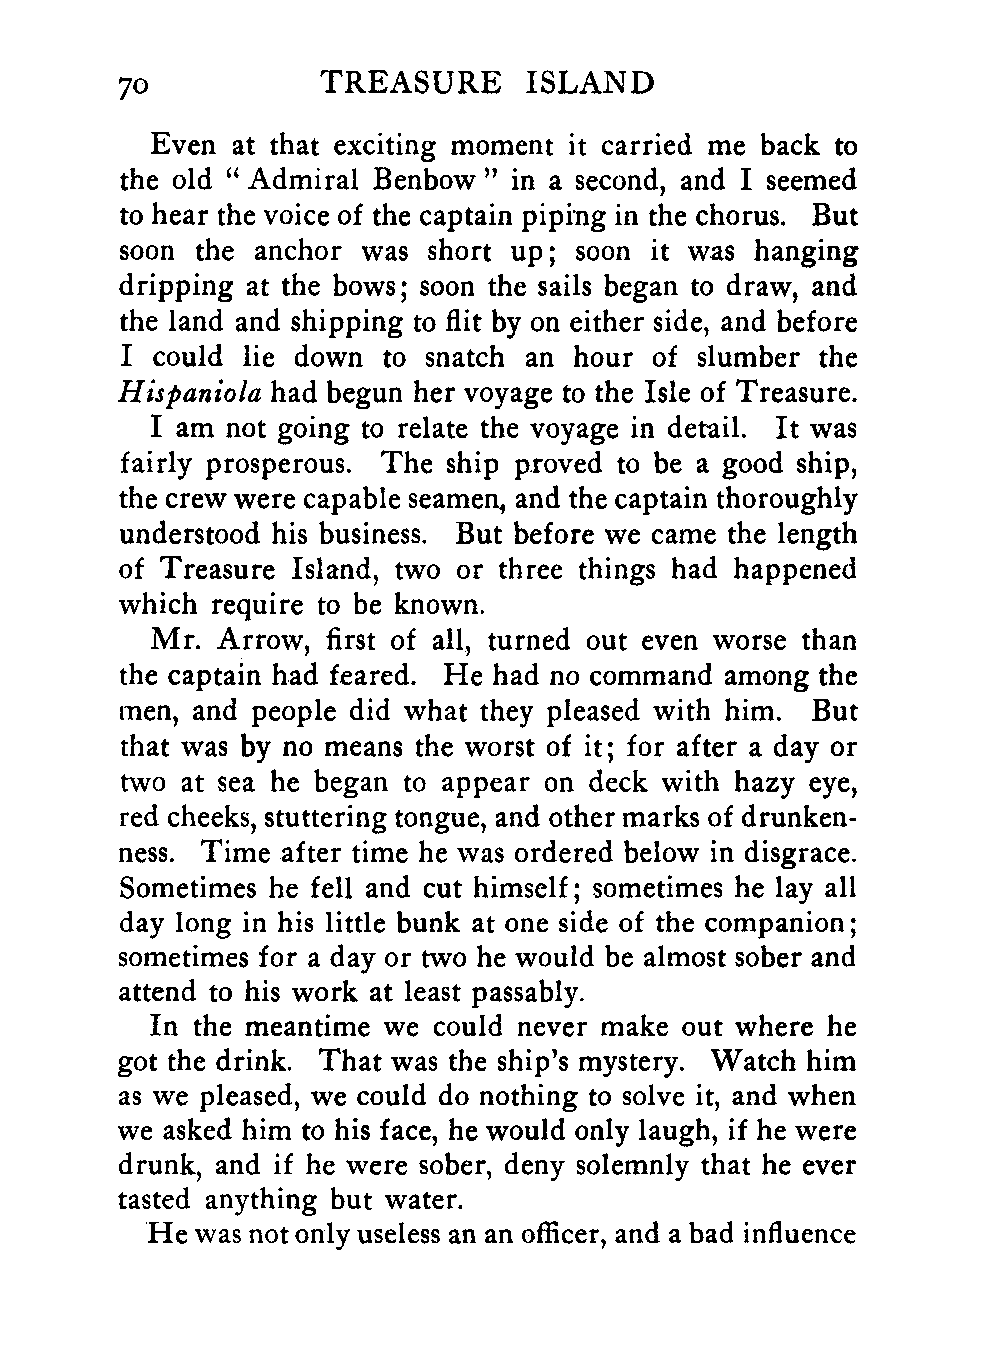 70 TREASURE ISLAND
Even at that exciting moment it carried me back to
the old “ Admiral Benbow ” in a second, and I seemed
to hear the voice of the captain piping in the chorus. But
soon the anchor was short up; soon it was hanging
dripping at the bows; soon the sails began to draw, and
the land and shipping to flit by on either side, and before
I could lie down to snatch an hour of slumber the
Hispaniola had begun her voyage to the Isle of Treasure.
I am not going to relate the voyage in detail. It was
fairly prosperous. The ship proved to be a good ship,
the crew were capable seamen, and the captain thoroughly
understood his business. But before we came the length
of Treasure Island, two or three things had happened
which require to be known.
Mr. Arrow, first of all, turned out even worse than
the captain had feared. He had no command among the
men, and people did what they pleased with him. But
that was by no means the worst of it; for after a day or
two at sea he began to appear on deck with hazy eye,
red cheeks, stuttering tongue, and other marks of drunken-
ness. Time after time he was ordered below in disgrace.
Sometimes he fell and cut himself; sometimes he lay all
day long in his little bunk at one side of the companion;
sometimes for a day or two he would be almost sober and
attend to his work at least passably.
In the meantime we could never make out where he
got the drink. That was the ship’s mystery. Watch him
as we pleased, we could do nothing to solve it, and when
we asked him to his face, he would only laugh, if he were
drunk, and if he were sober, deny solemnly that he ever
tasted anything but water.
He was not only useless an an officer, and a bad influence